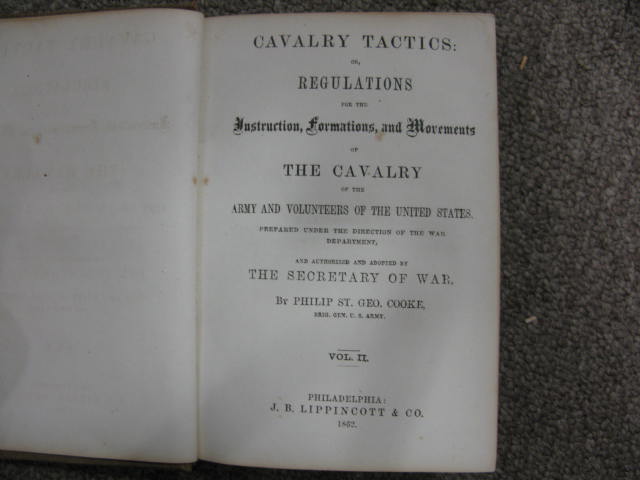 CAVALRY TACTICS:
OR,
REGULATIONS
FOR THE
Instruction, Formations, and Movements
OF
THE CAVALRY
OF THE
ARMY AND VOLUNTEERS OF THE UNITED STATES.
PREPARED UNDER THE DIRECTION OF THE WAR
DEPARTMENT,
AND AUTHORIZED AND ADOPTED BY
THE SECRETARY OF WAR.
BY PHILIP ST. GEO. COOKE,
BRIG. GEN. U. S. ARMY.
VOL. II.
PHILADELPHIA:
J. B. LIPPINCOTT & CO.
1862.